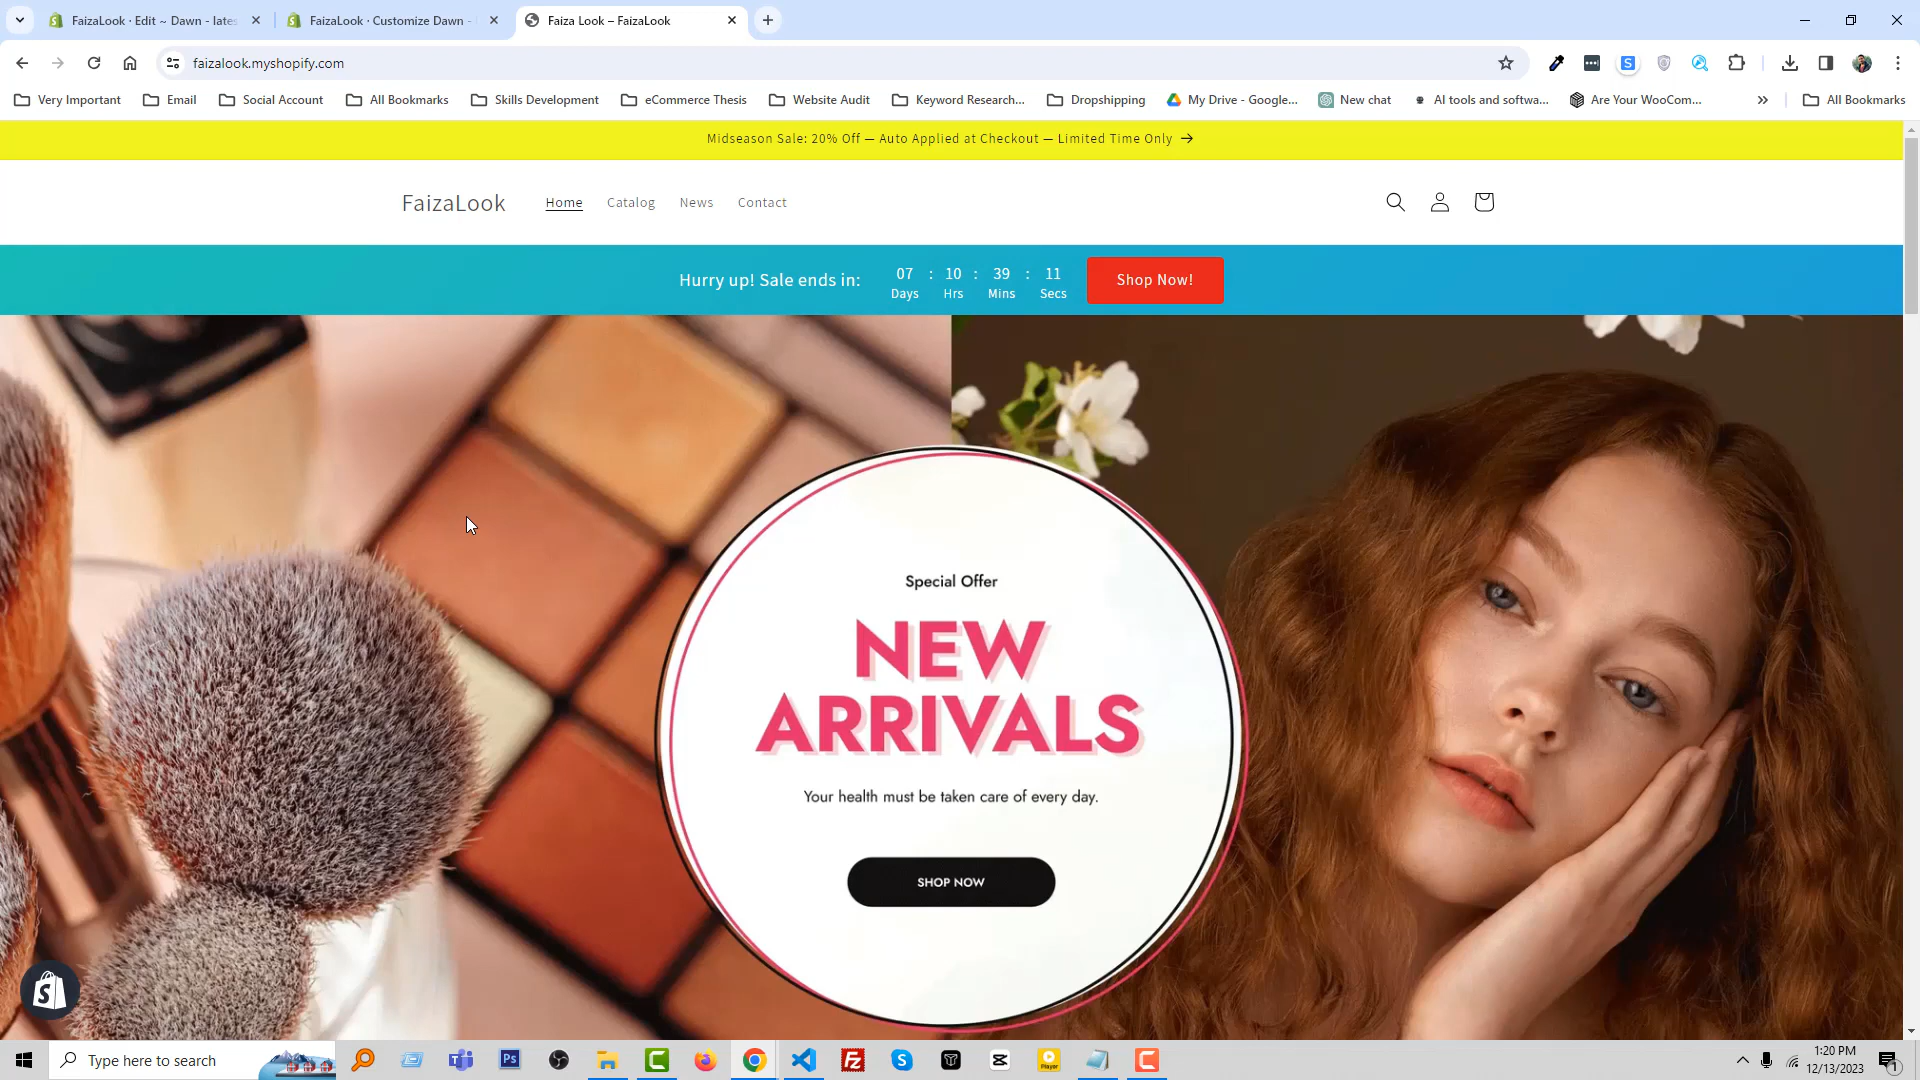 FaizaLook · Edit ~ Dawn - lates
FaizaLook · Customize Dawn -
Faiza Look – FaizaLook
faizalook.myshopify.com
Very Important
Email
Social Account
All Bookmarks
Skills Development
eCommerce Thesis
Website Audit
Keyword Research...
Dropshipping
My Drive - Google...
New chat
AI tools and softwa...
Are Your WooCom...
All Bookmarks
Midseason Sale: 20% Off — Auto Applied at Checkout — Limited Time Only
FaizaLook
Home
Catalog
News
Contact
Hurry up! Sale ends in:
07 : 10 : 39 : 11
Days Hrs Mins Secs
Shop Now!
Special Offer
NEW
ARRIVALS
Your health must be taken care of every day.
SHOP NOW
Type here to search
1:20 PM
12/13/2023